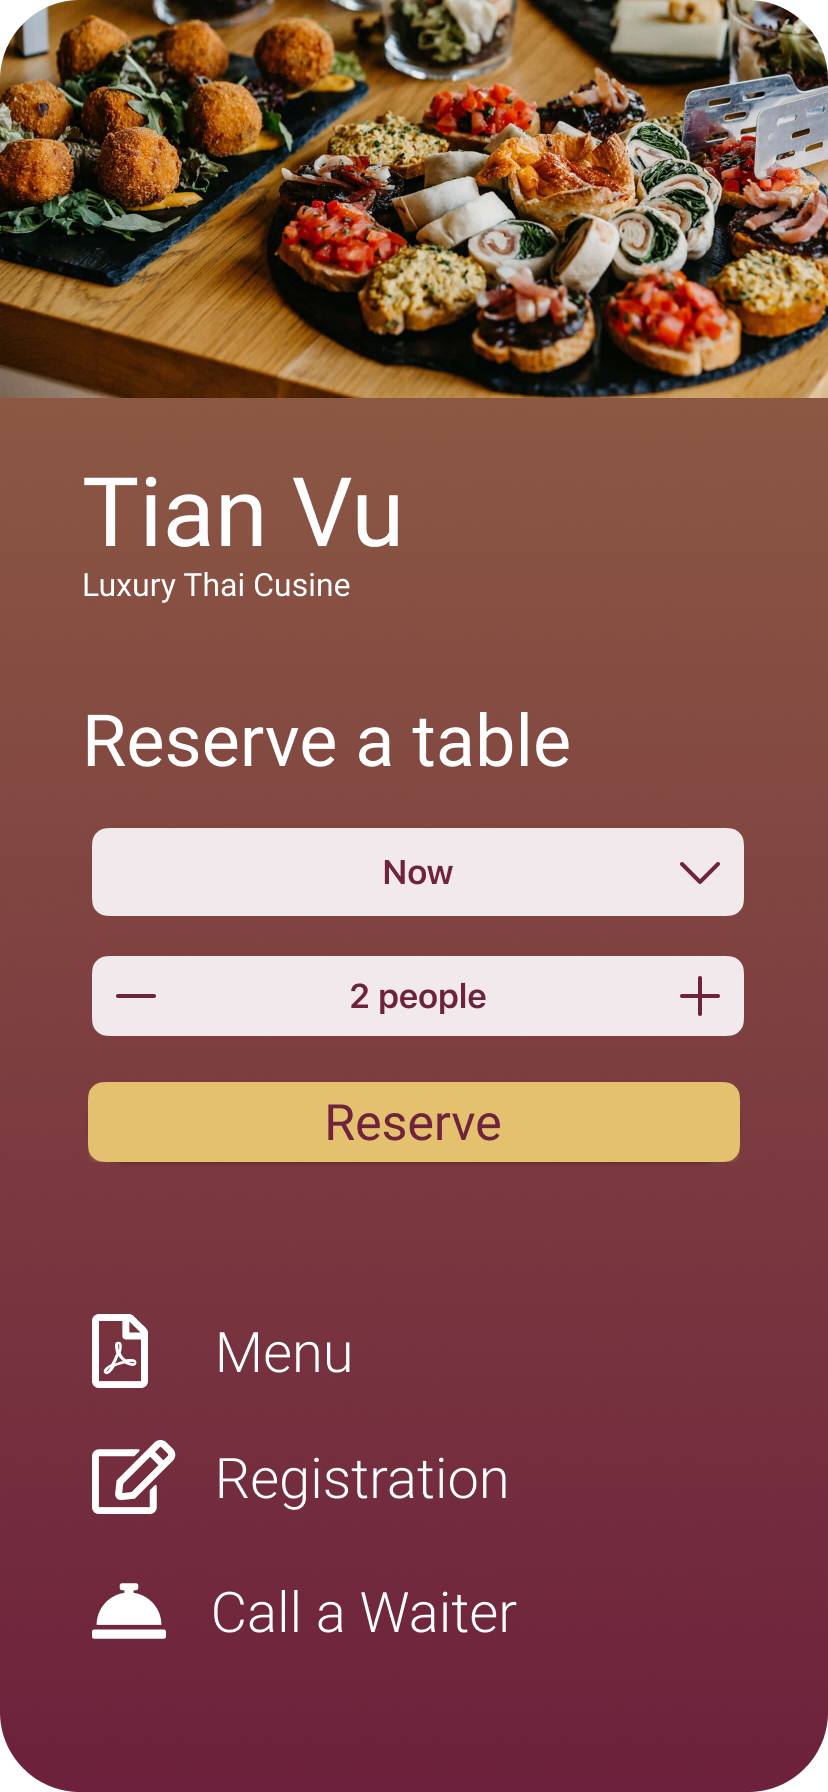 Tian Vu
Luxury Thai Cusine
Reserve a table
Now
2 people
Reserve
Menu
Registration
Call a Waiter